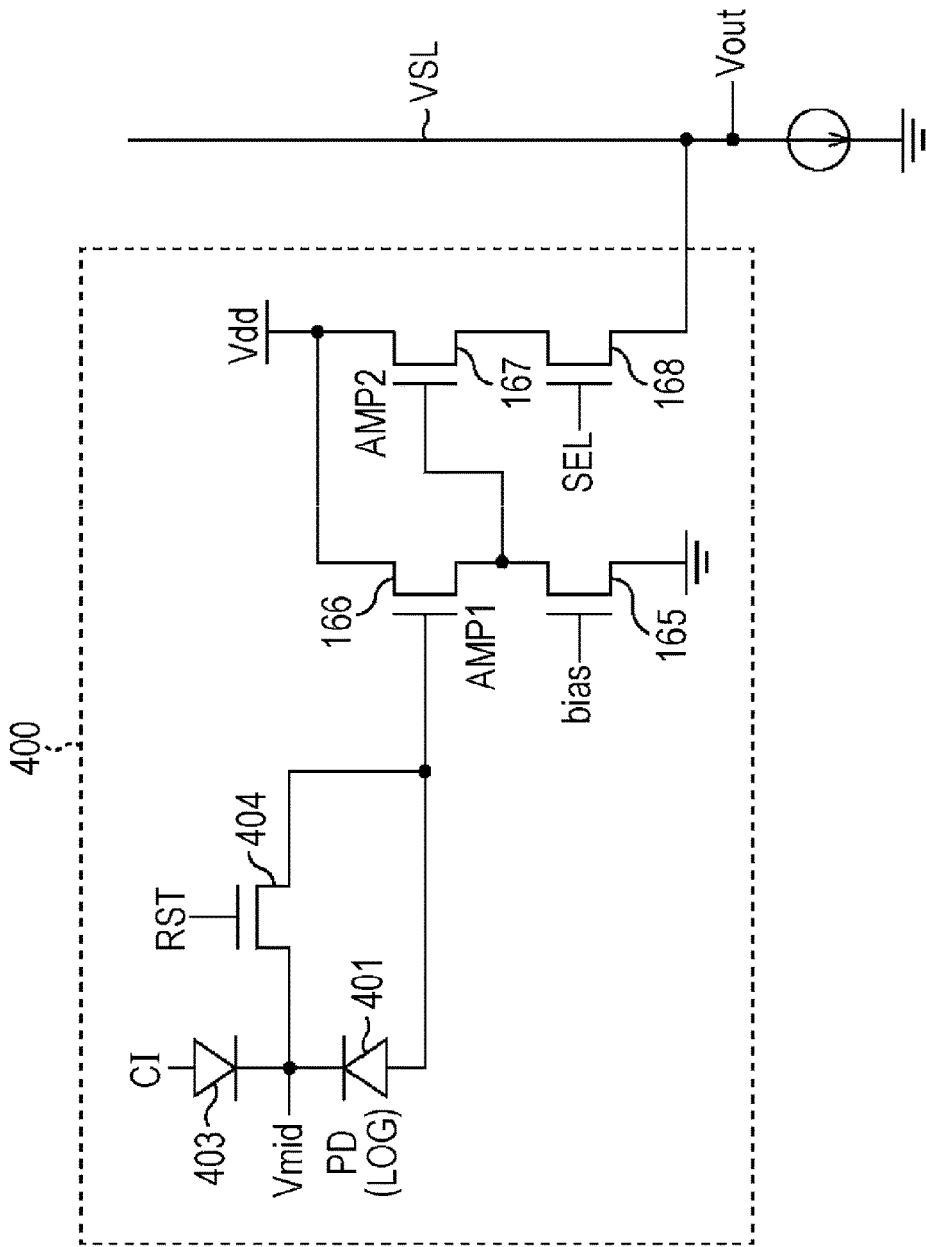 400
VSL
Vout
Vdd
AMP2
167
SEL
168
166
AMP1
bias
165
RST
404
CI
403
Vmid
401
PD
(LOG)